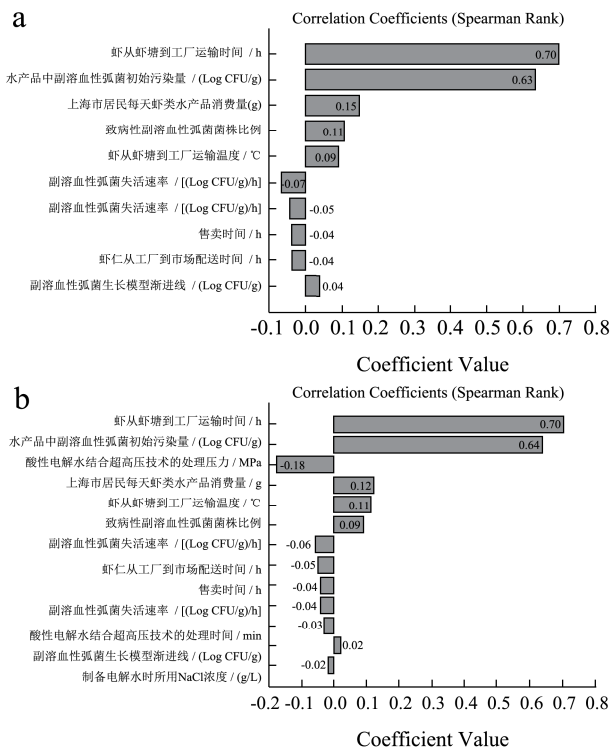 a
Correlation Coefficients (Spearman Rank)
虾从虾塘到工厂运输时间 / h
0.70
水产品中副溶血性弧菌初始污染量 / (Log CFU/g)
0.63
上海市居民每天虾类水产品消费量(g)
0.15
致病性副溶血性弧菌菌株比例
0.11
虾从虾塘到工厂运输温度 / ℃
0.09
副溶血性弧菌失活速率 / [(Log CFU/g)/h]
-0.07
副溶血性弧菌失活速率 / [(Log CFU/g)/h]
-0.05
售卖时间 / h
-0.04
虾仁从工厂到市场配送时间 / h
-0.04
副溶血性弧菌生长模型渐进线 / (Log CFU/g)
0.04
-0.1 0.0 0.1 0.2 0.3 0.4 0.5 0.6 0.7 0.8
Coefficient Value
b
Correlation Coefficients (Spearman Rank)
虾从虾塘到工厂运输时间 / h
0.70
水产品中副溶血性弧菌初始污染量 / (Log CFU/g)
0.64
酸性电解水结合超高压技术的处理压力 / MPa
-0.18
上海市居民每天虾类水产品消费量 / g
0.12
虾从虾塘到工厂运输温度 / ℃
0.11
致病性副溶血性弧菌菌株比例
0.09
副溶血性弧菌失活速率 / [(Log CFU/g)/h]
-0.06
虾仁从工厂到市场配送时间 / h
-0.05
售卖时间 / h
-0.04
副溶血性弧菌失活速率 / [(Log CFU/g)/h]
-0.04
酸性电解水结合超高压技术的处理时间 / min
-0.03
副溶血性弧菌生长模型渐进线 / (Log CFU/g)
0.02
制备电解水时所用NaCl浓度 / (g/L)
-0.02
-0.2 -0.1 0.0 0.1 0.2 0.3 0.4 0.5 0.6 0.7 0.8
Coefficient Value